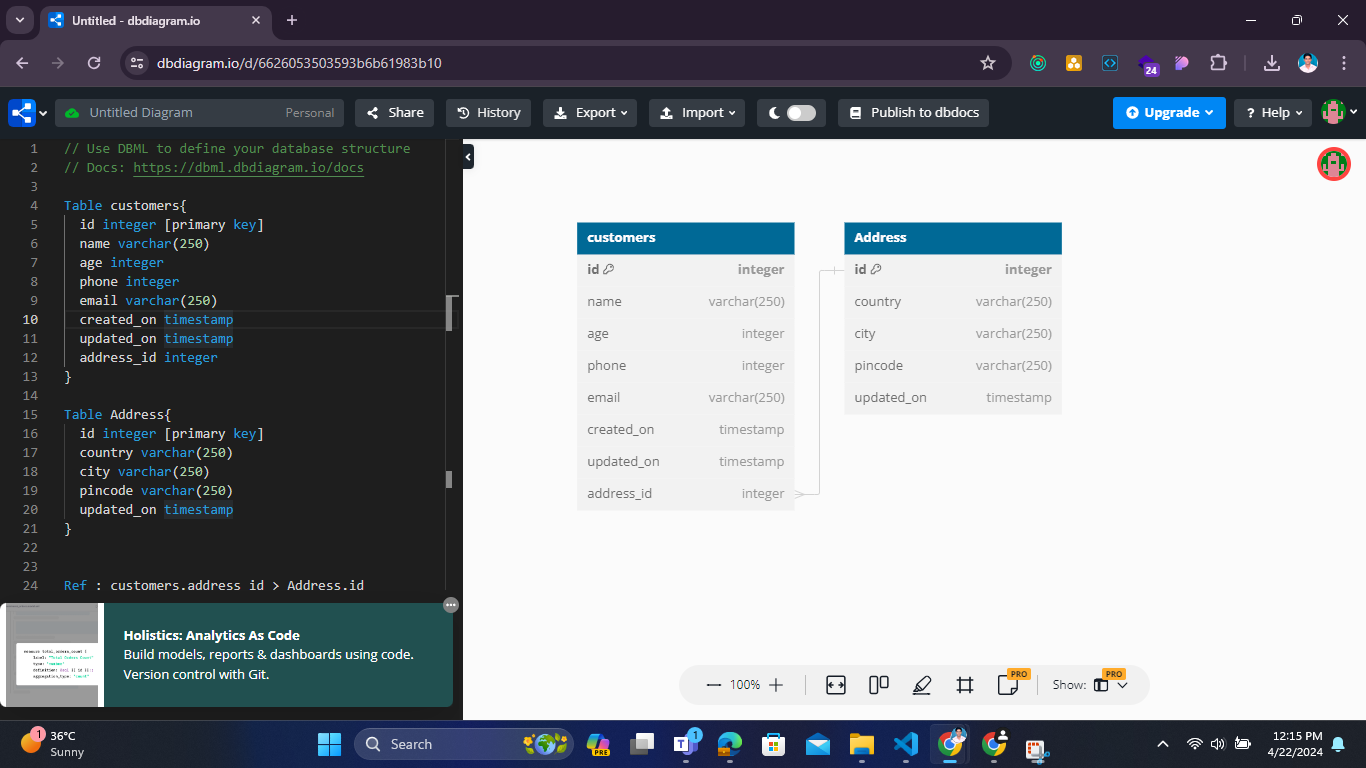 Untitled - dbdiagram.io
dbdiagram.io/d/6626053503593b6b61983b10
24
Untitled Diagram Personal Share History Export Import Publish to dbdocs Upgrade ? Help
1 // Use DBML to define your database structure
2 // Docs: https://dbml.dbdiagram.io/docs
3
4 Table customers{
5 id integer [primary key]
6 name varchar(250)
7 age integer
8 phone integer
9 email varchar(250)
10 created_on timestamp
11 updated_on timestamp
12 address_id integer
13 }
14
15 Table Address{
16 id integer [primary key]
17 country varchar(250)
18 city varchar(250)
19 pincode varchar(250)
20 updated_on timestamp
21 }
22
23
24 Ref : customers.address id > Address.id
customers
id integer
name varchar(250)
age integer
phone integer
email varchar(250)
created_on timestamp
updated_on timestamp
address_id integer
Address
id integer
country varchar(250)
city varchar(250)
pincode varchar(250)
updated_on timestamp
Holistics: Analytics As Code
Build models, reports & dashboards using code.
Version control with Git.
100% PRO Show: PRO
1 36°C
Sunny
Search
PRE
1
12:15 PM
4/22/2024